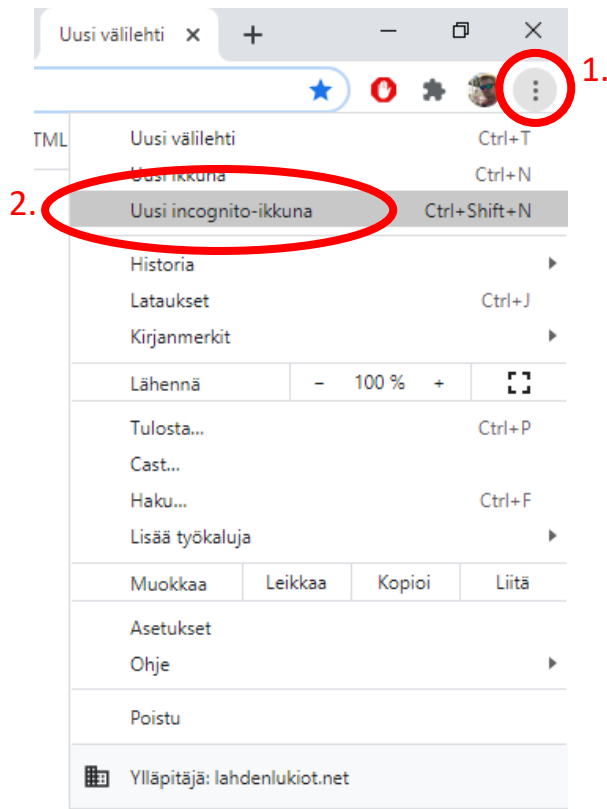 Uusi välilehti
1.
TML
Uusi välilehti Ctrl+T
Uusi ikkuna Ctrl+N
2.
Uusi incognito-ikkuna Ctrl+Shift+N
Historia
Lataukset Ctrl+J
Kirjanmerkit
Lähennä - 100 % +
Tulosta... Ctrl+P
Cast...
Haku... Ctrl+F
Lisää työkaluja
Muokkaa Leikkaa Kopioi Liitä
Asetukset
Ohje
Poistu
Ylläpitäjä: lahdenlukiot.net